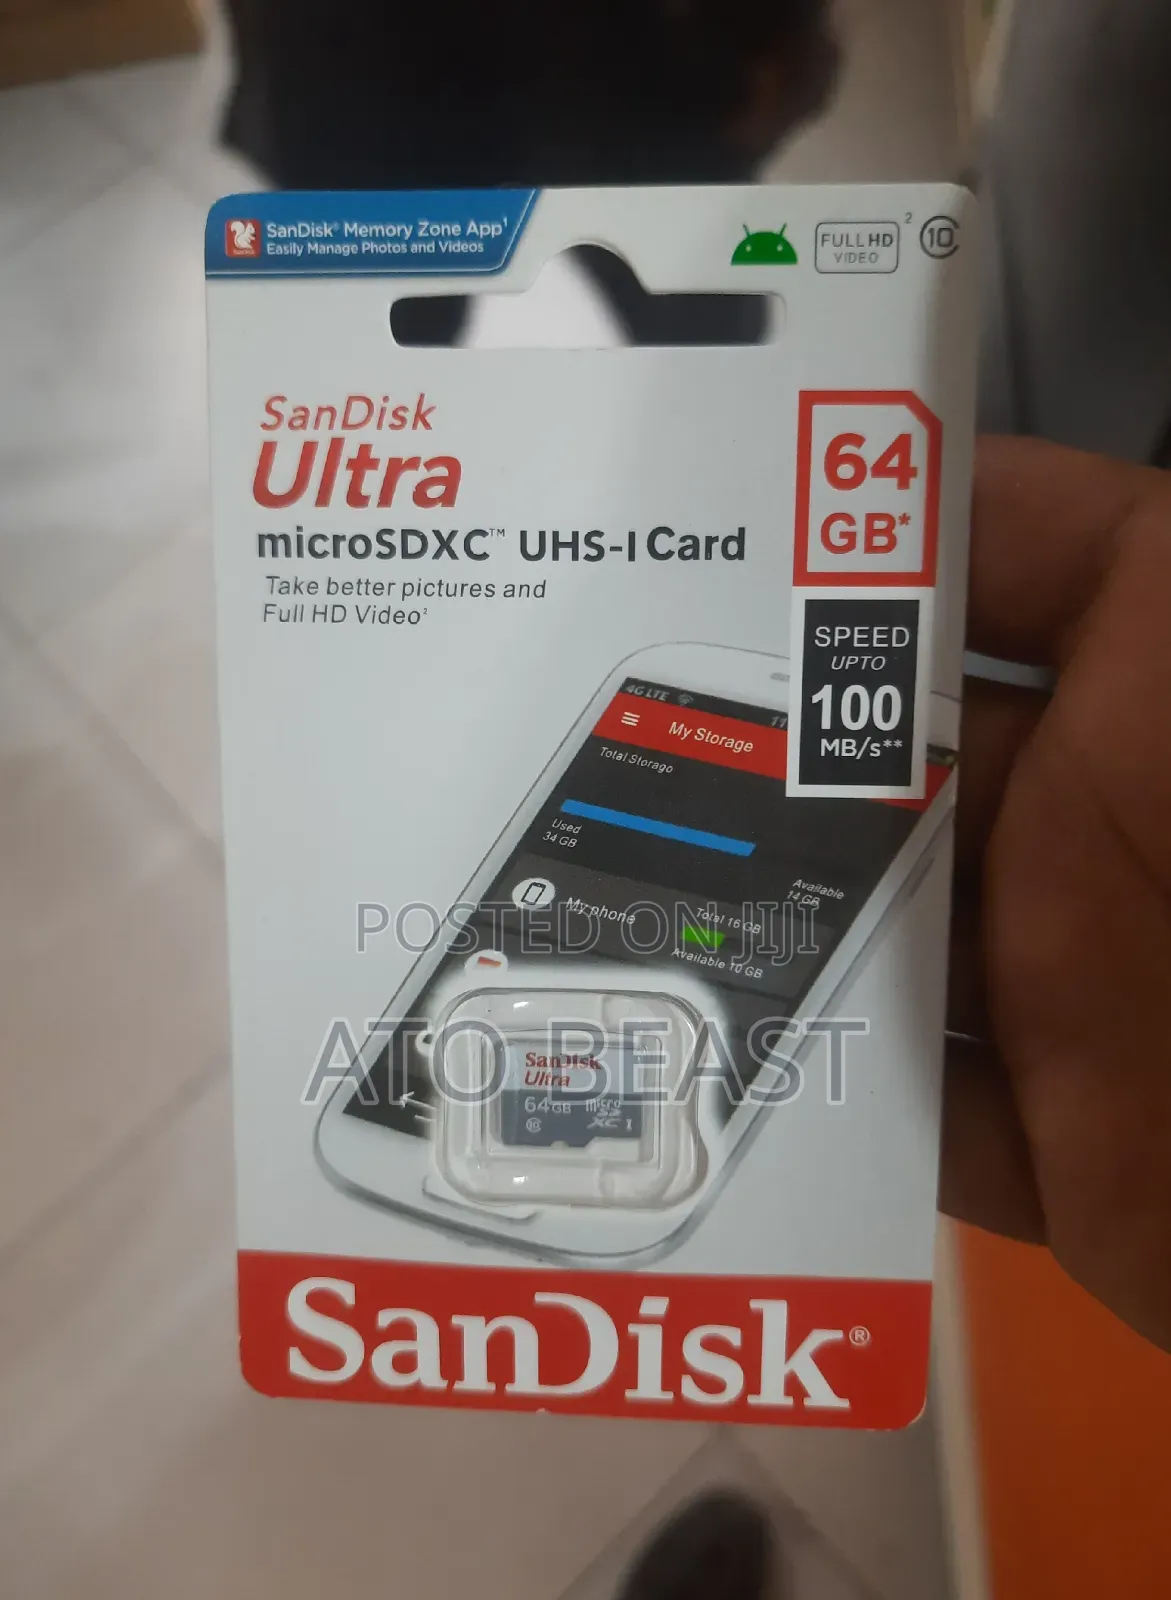 SanDisk® Memory Zone App¹
Easily Manage Photos and Videos
FULL HD
VIDEO
2
10
SanDisk
Ultra
microSDXC™ UHS-I Card
Take better pictures and
Full HD Video²
64
GB*
SPEED
UPTO
100
MB/s**
4G LTE
11
My Storage
Total Storago
Used
34 GB
Available
14 GB
My phone
Total 16 GB
Available 10 GB
POSTED ON JIJI
ATO BEAST
SanDisk
Ultra
64GB
micro
SD
XC I
10
SanDisk®